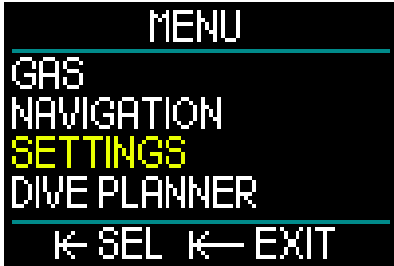 MENU
GAS
NAVIGATION
SETTINGS
DIVE PLANNER
SEL EXIT